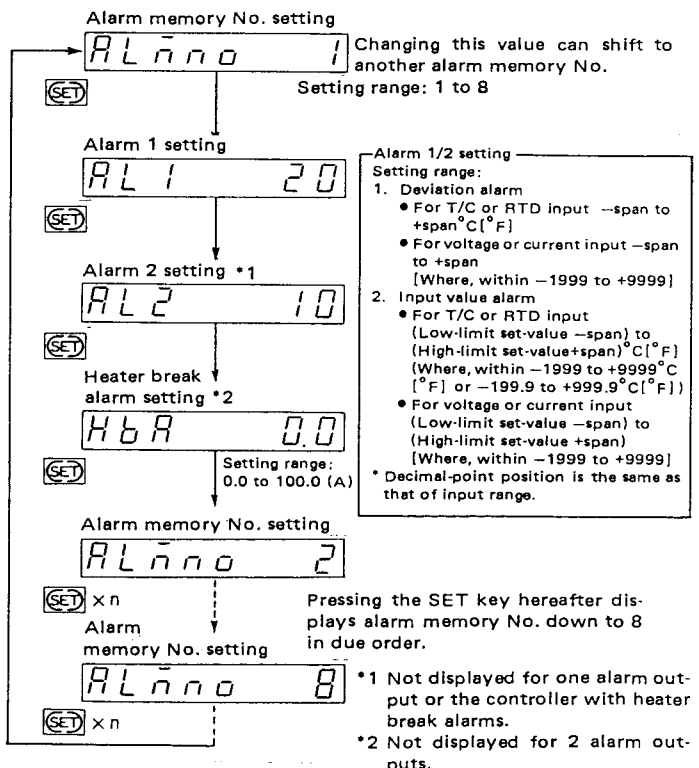 Alarm memory No. setting
ALn̄no 1
Changing this value can shift to
another alarm memory No.
SET
Setting range: 1 to 8
Alarm 1 setting
AL1 20
SET
Alarm 2 setting *1
AL2 10
SET
Heater break
alarm setting *2
HbA 0.0
SET
Setting range:
0.0 to 100.0 (A)
Alarm 1/2 setting
Setting range:
1. Deviation alarm
● For T/C or RTD input —span to
+span°C[°F]
● For voltage or current input —span
to +span
[Where, within —1999 to +9999]
2. Input value alarm
● For T/C or RTD input
(Low-limit set-value —span) to
(High-limit set-value+span)°C[°F]
(Where, within —1999 to +9999°C
[°F] or —199.9 to +999.9°C[°F])
● For voltage or current input
(Low-limit set-value —span) to
(High-limit set-value +span)
[Where, within —1999 to +9999]
* Decimal-point position is the same as
that of input range.
Alarm memory No. setting
ALn̄no 2
SET × n
Pressing the SET key hereafter dis-
plays alarm memory No. down to 8
in due order.
Alarm
memory No. setting
ALn̄no 8
SET × n
*1 Not displayed for one alarm out-
put or the controller with heater
break alarms.
*2 Not displayed for 2 alarm out-
puts.